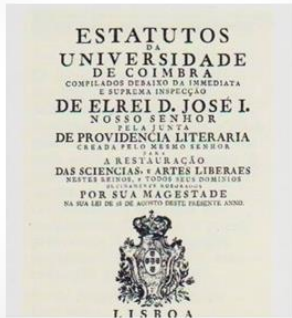 ESTATUTOS
DA
UNIVERSIDADE
DE COIMBRA
COMPILADOS DEBAIXO DA IMMEDIATA
E SUPREMA INSPECÇÃO
DE ELREI D. JOSÉ I.
NOSSO SENHOR
PELA JUNTA
DE PROVIDENCIA LITERARIA
CREADA PELO MESMO SENHOR
PARA
A RESTAURAÇÃO
DAS SCIENCIAS, E ARTES LIBERAES
NESTES REINOS, E TODOS SEUS DOMINIOS
POR SUA MAGESTADE
NA SUA LEI DE 28 DE AGOSTO DESTE PRESENTE ANNO.
LISBOA